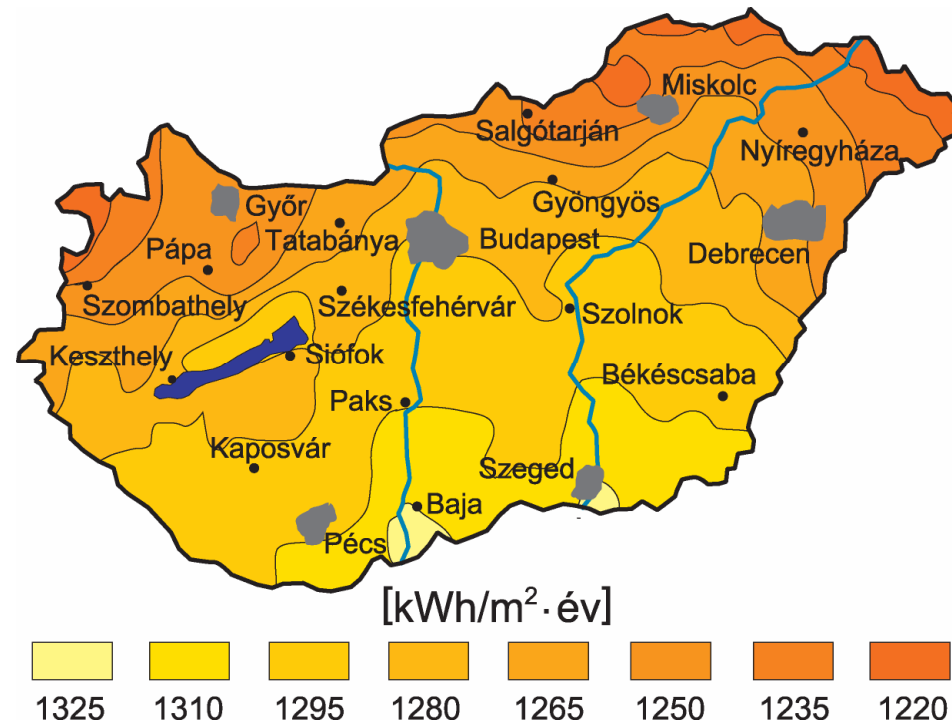 Miskolc
Salgótarján
Nyíregyháza
Gyöngyös
Győr
Tatabánya
Budapest
Debrecen
Pápa
Szombathely
Székesfehérvár
Szolnok
Keszthely
Siófok
Békéscsaba
Paks
Kaposvár
Szeged
Baja
Pécs
[kWh/m²·év]
1325 1310 1295 1280 1265 1250 1235 1220